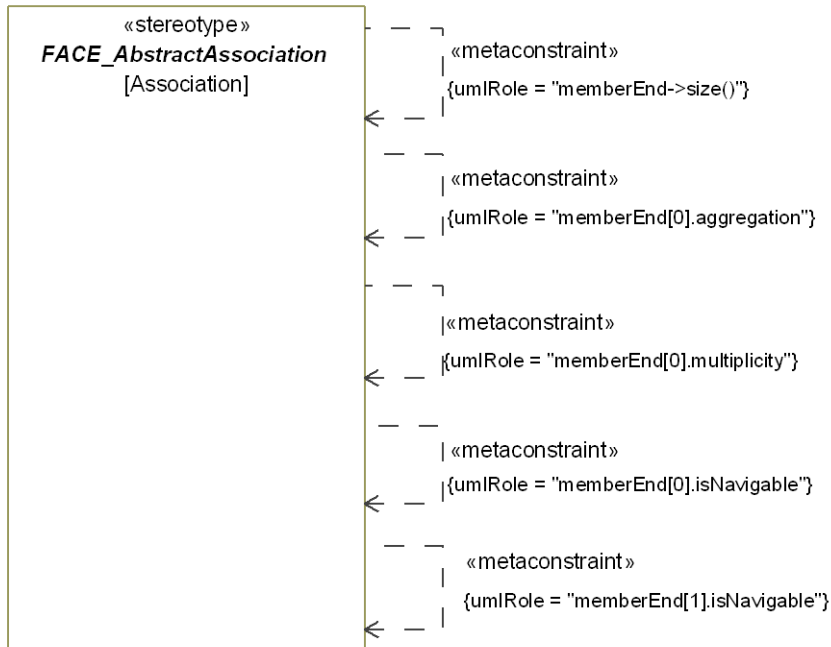 «stereotype»
FACE_AbstractAssociation
[Association]
«metaconstraint»
{umlRole = "memberEnd->size()"}
«metaconstraint»
{umlRole = "memberEnd[0].aggregation"}
«metaconstraint»
{umlRole = "memberEnd[0].multiplicity"}
«metaconstraint»
{umlRole = "memberEnd[0].isNavigable"}
«metaconstraint»
{umlRole = "memberEnd[1].isNavigable"}